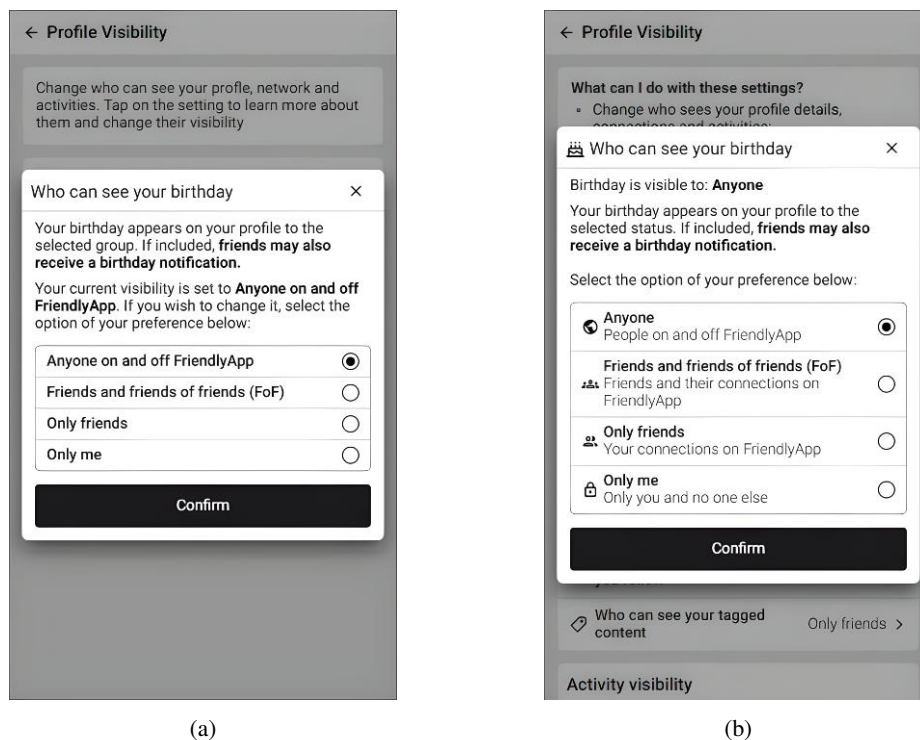 ← Profile Visibility
Change who can see your profle, network and
activities. Tap on the setting to learn more about
them and change their visibility
Who can see your birthday
Your birthday appears on your profile to the
selected group. If included, friends may also
receive a birthday notification.
Your current visibility is set to Anyone on and off
FriendlyApp. If you wish to change it, select the
option of your preference below:
Anyone on and off FriendlyApp
Friends and friends of friends (FoF)
Only friends
Only me
Confirm
(a)
← Profile Visibility
What can I do with these settings?
• Change who sees your profile details,
connections and activities;
Who can see your birthday
Birthday is visible to: Anyone
Your birthday appears on your profile to the
selected status. If included, friends may also
receive a birthday notification.
Select the option of your preference below:
Anyone
People on and off FriendlyApp
Friends and friends of friends (FoF)
Friends and their connections on
FriendlyApp
Only friends
Your connections on FriendlyApp
Only me
Only you and no one else
Confirm
Who can see your tagged
content
Only friends >
Activity visibility
(b)